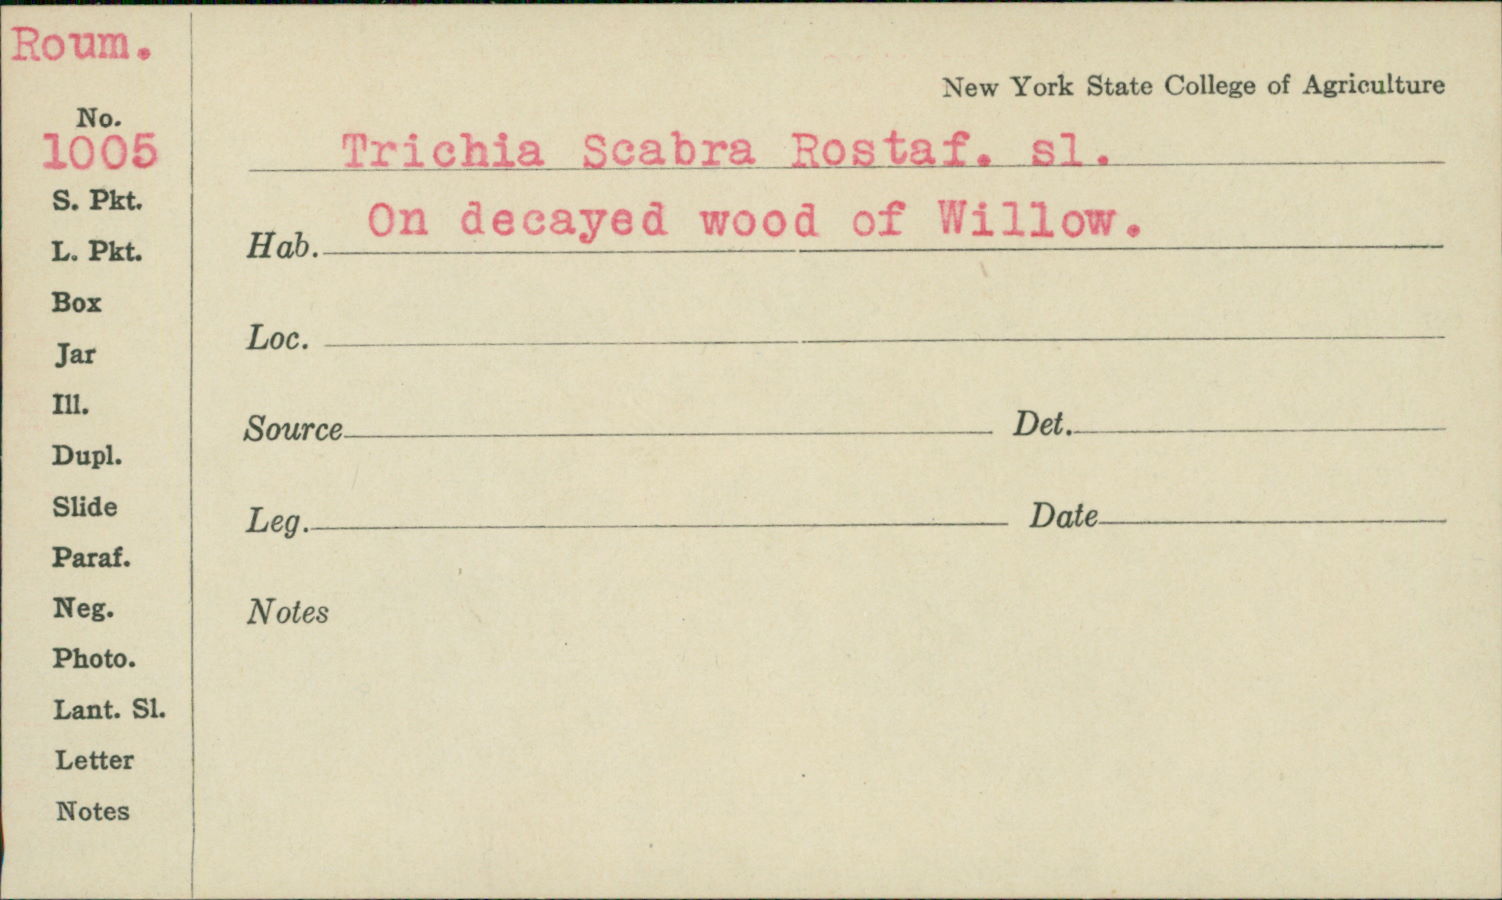 Roum.
New York State College of Agriculture
No.
1005
Trichia Scabra Rostaf. sl.
S. Pkt.
On decayed wood of Willow.
Hab.
L. Pkt.
Box
Loc.
Jar
Ill.
Source
Det.
Dupl.
Slide
Leg.
Date
Paraf.
Neg.
Notes
Photo.
Lant. Sl.
Letter
Notes